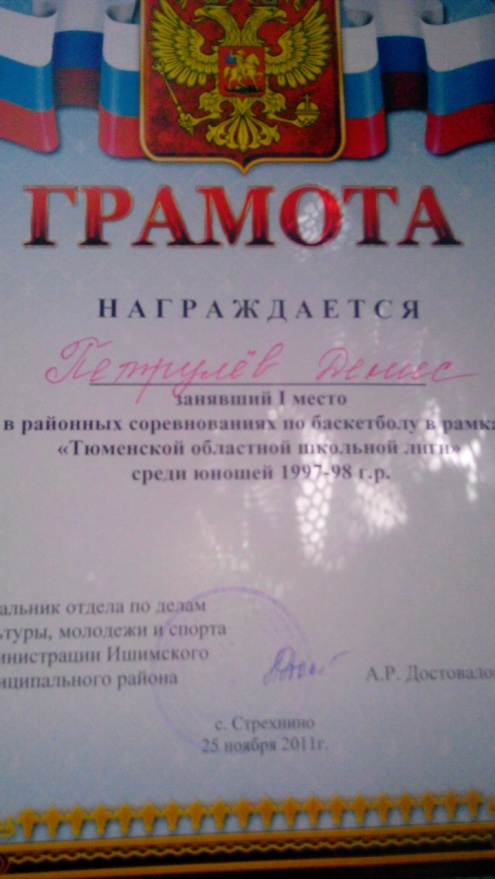 ГРАМОТА
НАГРАЖДАЕТСЯ
Петрулёв Денис
занявший I место
в районных соревнованиях по баскетболу в рамка
«Тюменской областной школьной лиги»
среди юношей 1997-98 г.р.
альник отдела по делам
ьтуры, молодежи и спорта
инистрации Ишимского
иципального района
А.Р. Достовало
с. Стрехнино
25 ноября 2011г.